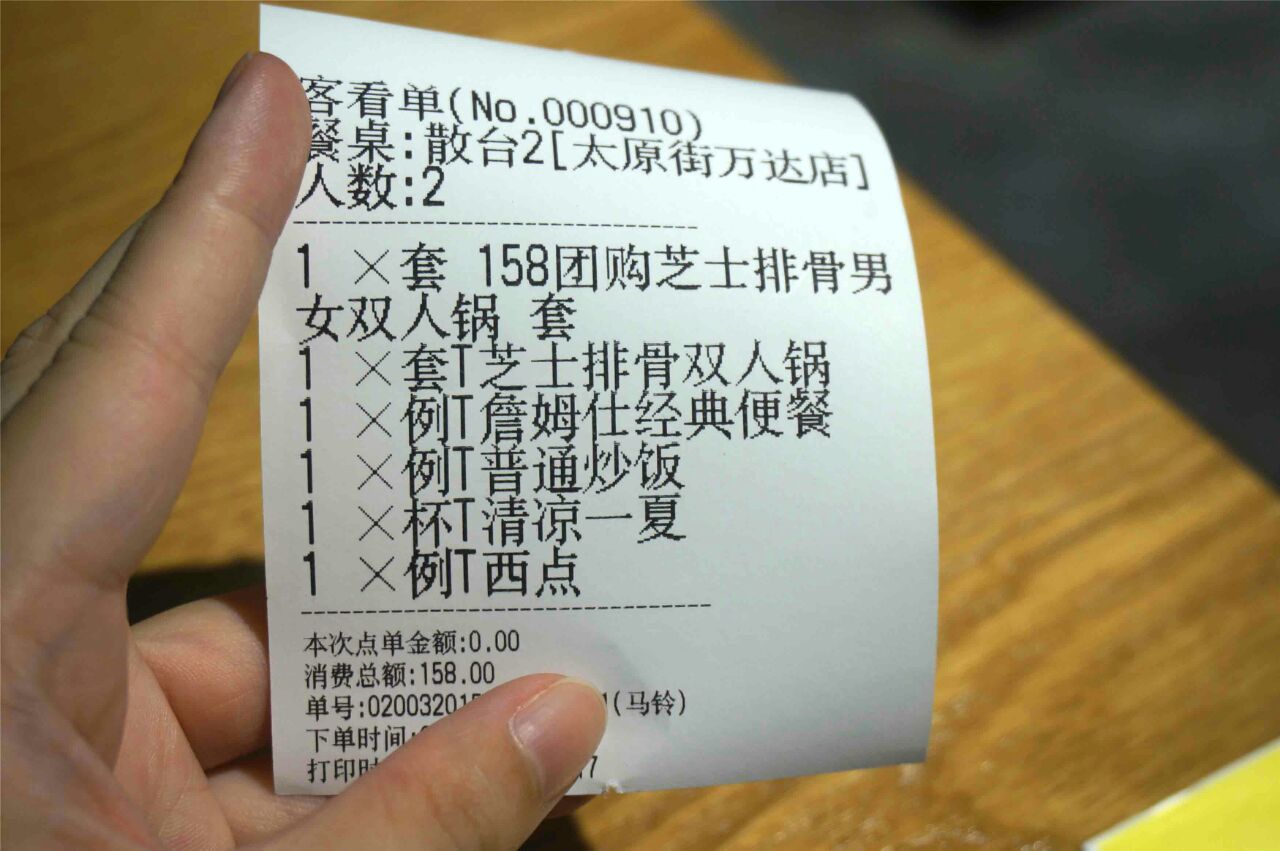 客看单(No.000910)
餐桌:散台2[太原街万达店]
人数:2
1 ×套 158团购芝士排骨男
女双人锅 套
1 ×套T芝士排骨双人锅
1 ×例T詹姆仕经典便餐
1 ×例T普通炒饭
1 ×杯T清凉一夏
1 ×例T西点
本次点单金额:0.00
消费总额:158.00
单号:02003201 (马铃)
下单时间:
打印时